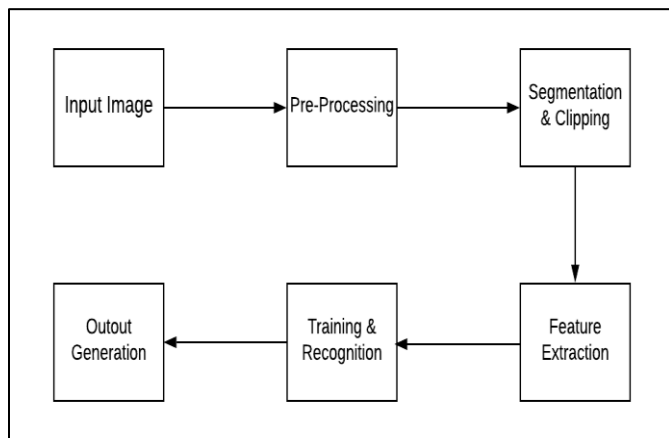 Input Image
Pre-Processing
Segmentation
& Clipping
Outout
Generation
Training &
Recognition
Feature
Extraction